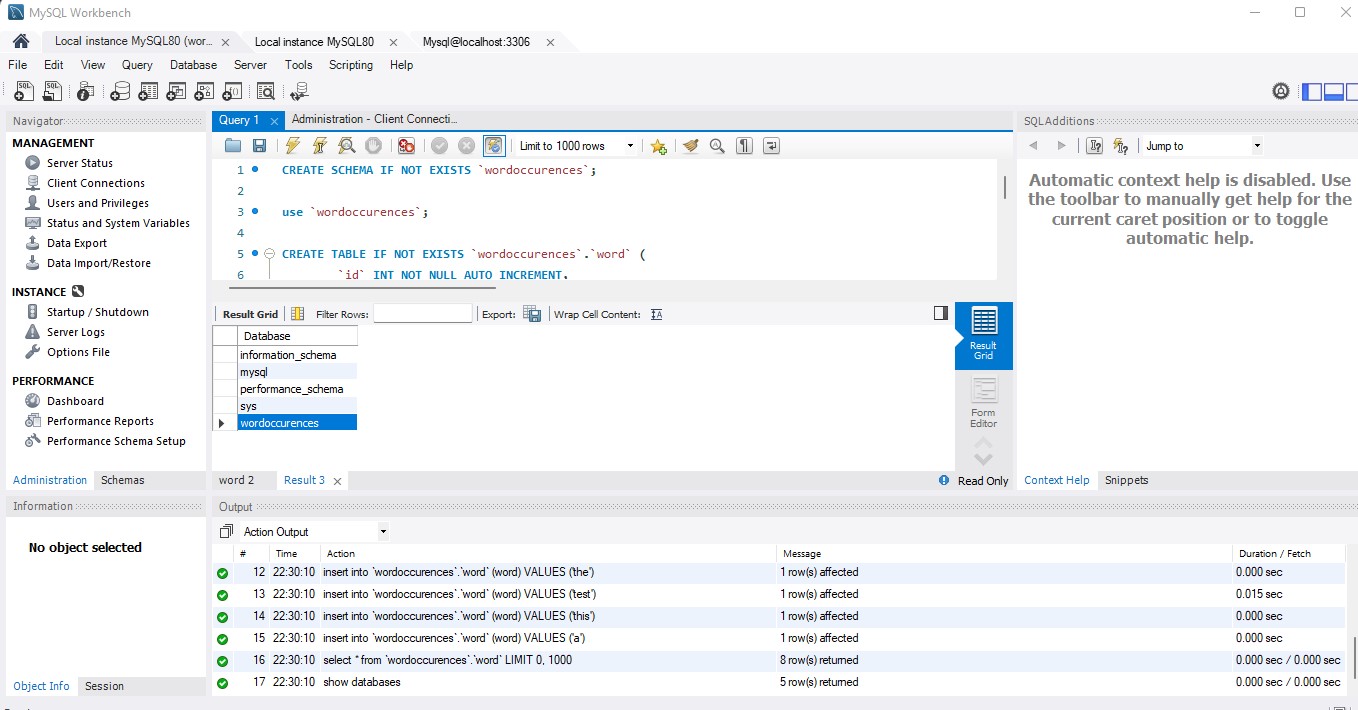 MySQL Workbench
Local instance MySQL80 (wor... Local instance MySQL80 Mysql@localhost:3306
File Edit View Query Database Server Tools Scripting Help
Navigator
MANAGEMENT
Server Status
Client Connections
Users and Privileges
Status and System Variables
Data Export
Data Import/Restore
INSTANCE
Startup / Shutdown
Server Logs
Options File
PERFORMANCE
Dashboard
Performance Reports
Performance Schema Setup
Administration Schemas
Information
No object selected
Object Info Session
Query 1 Administration - Client Connecti...
Limit to 1000 rows
1 CREATE SCHEMA IF NOT EXISTS `wordoccurences`;
2
3 use `wordoccurences`;
4
5 CREATE TABLE IF NOT EXISTS `wordoccurences`.`word` (
6 `id` INT NOT NULL AUTO INCREMENT.
Result Grid Filter Rows: Export: Wrap Cell Content:
Database
information_schema
mysql
performance_schema
sys
wordoccurences
Result
Grid
Form
Editor
word 2 Result 3 Read Only
SQLAdditions
Jump to
Automatic context help is disabled. Use
the toolbar to manually get help for the
current caret position or to toggle
automatic help.
Context Help Snippets
Output
Action Output
# Time Action Message Duration / Fetch
12 22:30:10 insert into `wordoccurences`.`word` (word) VALUES ('the') 1 row(s) affected 0.000 sec
13 22:30:10 insert into `wordoccurences`.`word` (word) VALUES ('test') 1 row(s) affected 0.015 sec
14 22:30:10 insert into `wordoccurences`.`word` (word) VALUES ('this') 1 row(s) affected 0.000 sec
15 22:30:10 insert into `wordoccurences`.`word` (word) VALUES ('a') 1 row(s) affected 0.000 sec
16 22:30:10 select * from `wordoccurences`.`word` LIMIT 0, 1000 8 row(s) returned 0.000 sec / 0.000 sec
17 22:30:10 show databases 5 row(s) returned 0.000 sec / 0.000 sec